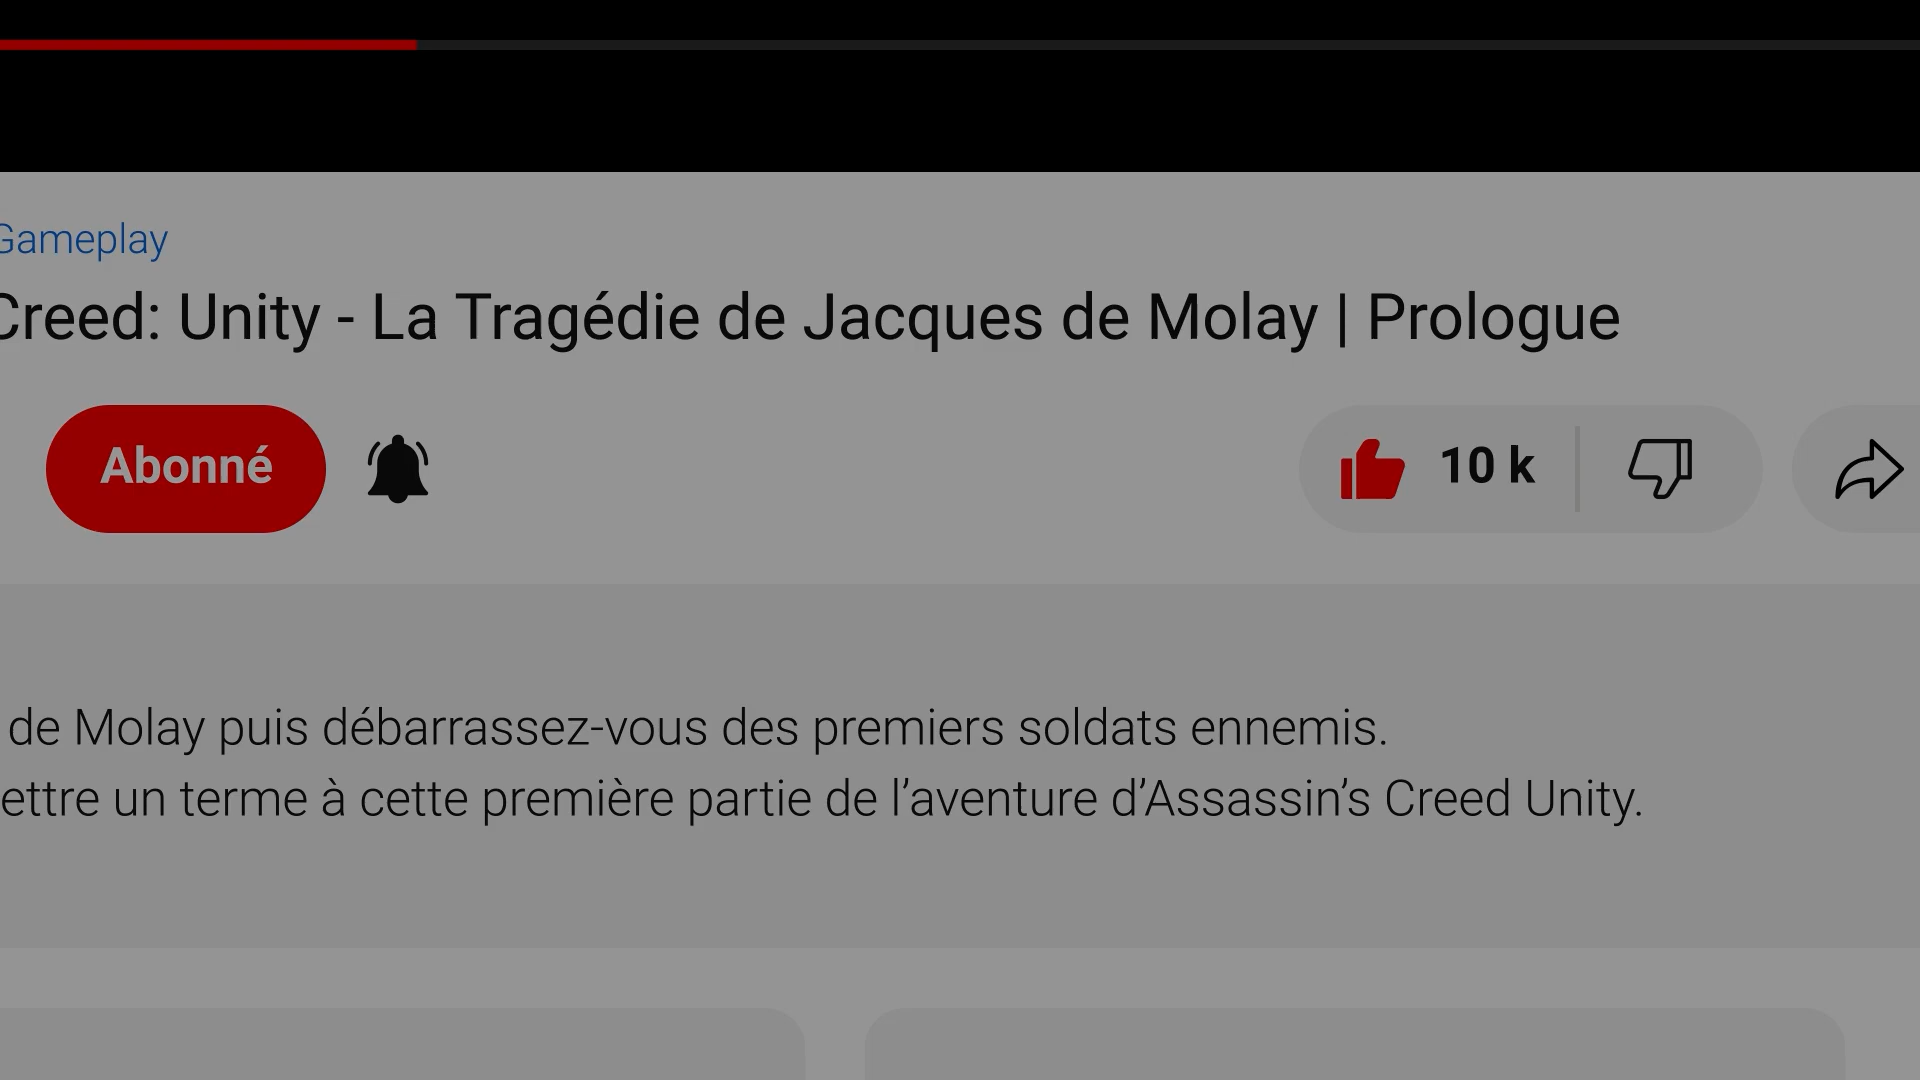 Gameplay
Creed: Unity - La Tragédie de Jacques de Molay | Prologue
Abonné
10 k
de Molay puis débarrassez-vous des premiers soldats ennemis.
ettre un terme à cette première partie de l’aventure d’Assassin’s Creed Unity.